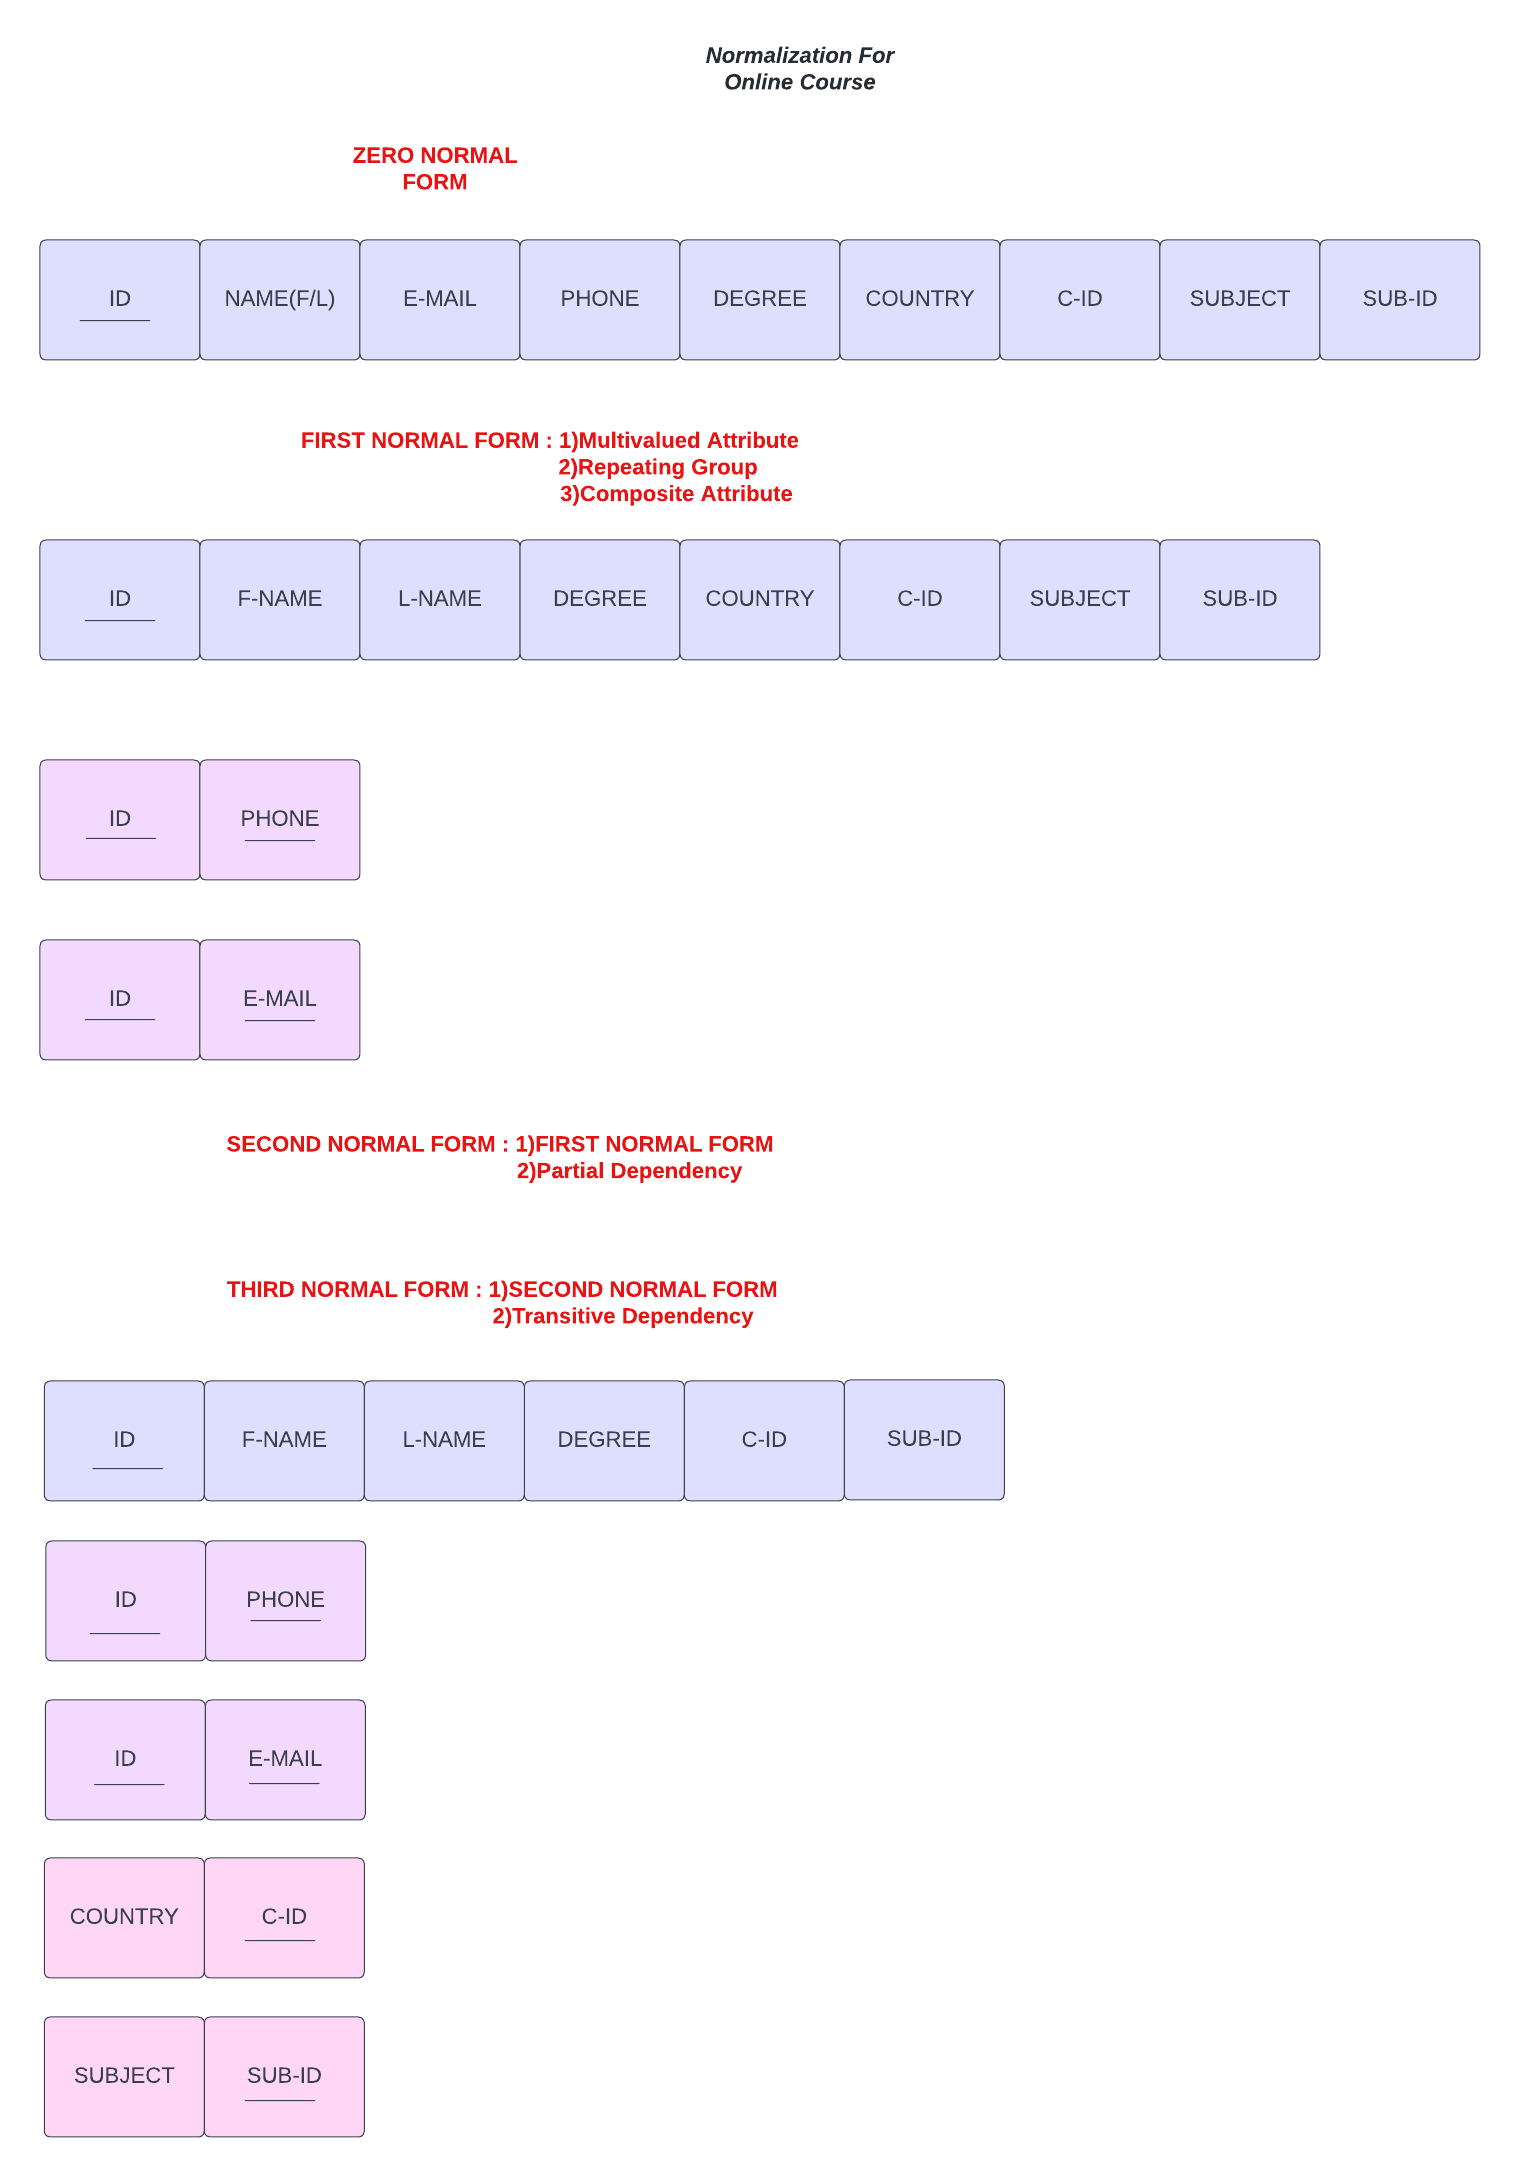 Normalization For
Online Course
ZERO NORMAL
FORM
ID NAME(F/L) E-MAIL PHONE DEGREE COUNTRY C-ID SUBJECT SUB-ID
FIRST NORMAL FORM : 1)Multivalued Attribute
2)Repeating Group
3)Composite Attribute
ID F-NAME L-NAME DEGREE COUNTRY C-ID SUBJECT SUB-ID
ID PHONE
ID E-MAIL
SECOND NORMAL FORM : 1)FIRST NORMAL FORM
2)Partial Dependency
THIRD NORMAL FORM : 1)SECOND NORMAL FORM
2)Transitive Dependency
ID F-NAME L-NAME DEGREE C-ID SUB-ID
ID PHONE
ID E-MAIL
COUNTRY C-ID
SUBJECT SUB-ID